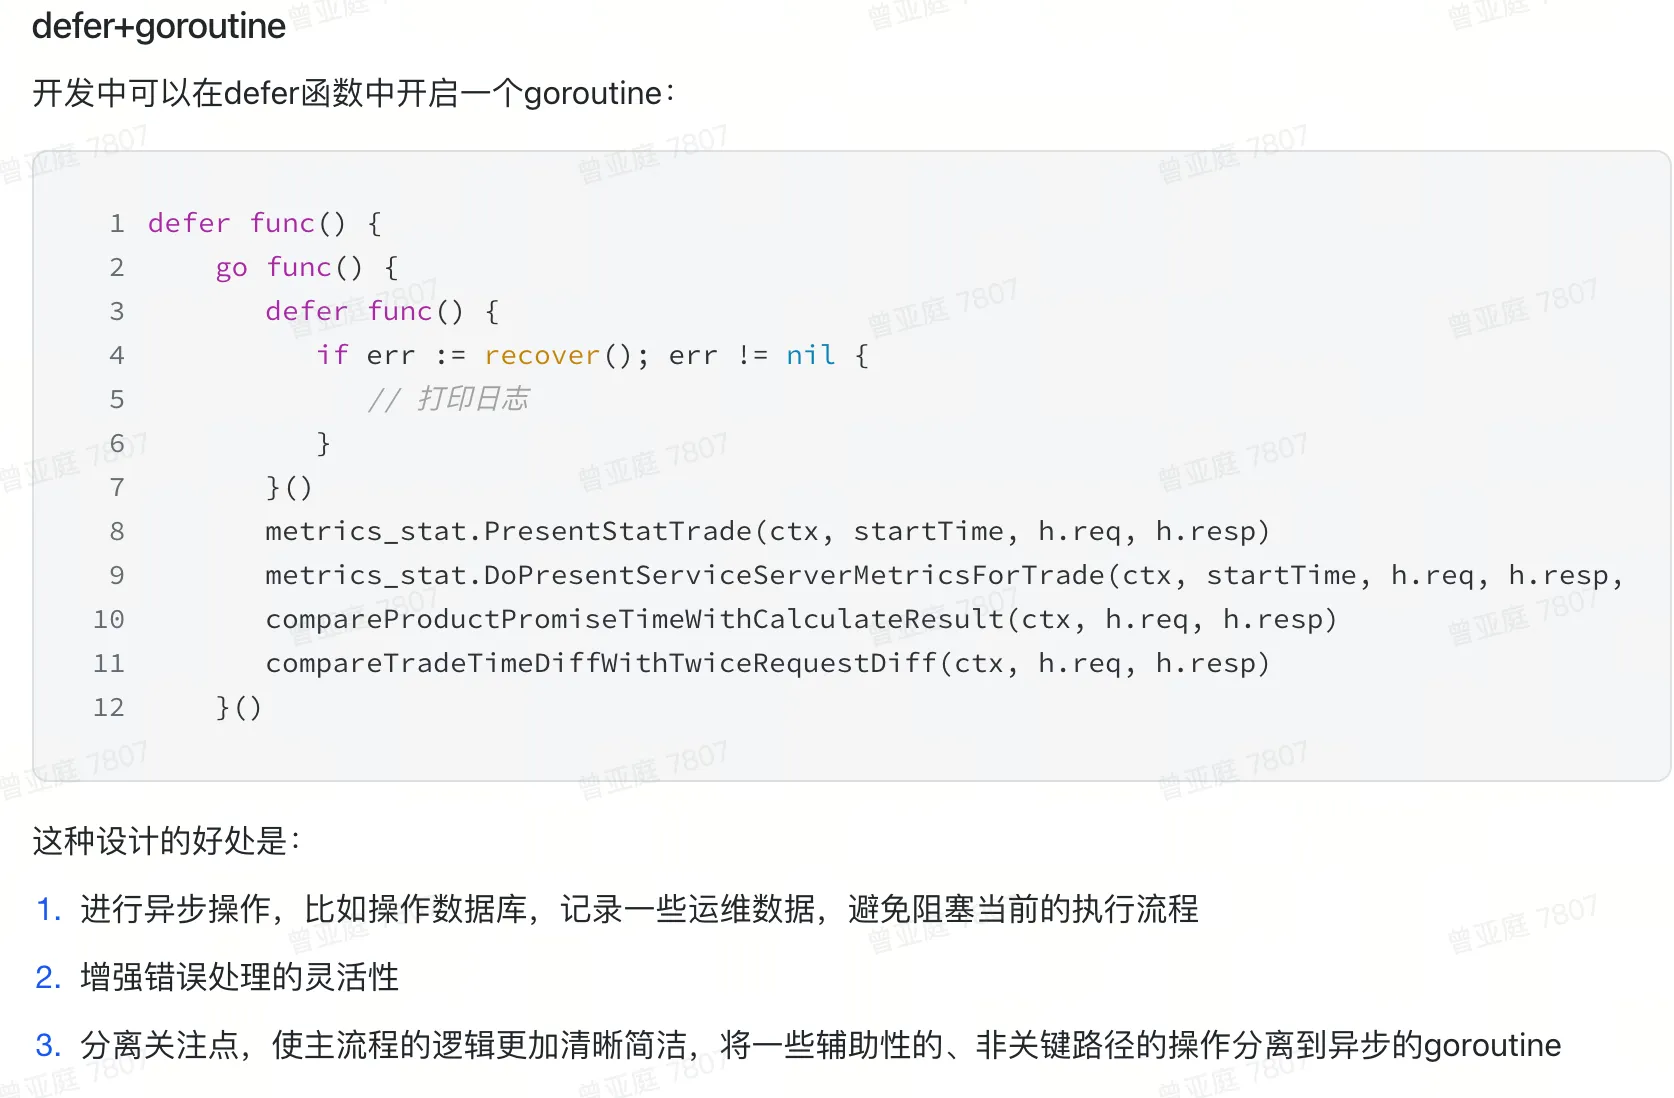 defer+goroutine
开发中可以在defer函数中开启一个goroutine：
1 defer func() {
2     go func() {
3        defer func() {
4           if err := recover(); err != nil {
5              // 打印日志
6           }
7        }()
8        metrics_stat.PresentStatTrade(ctx, startTime, h.req, h.resp)
9        metrics_stat.DoPresentServiceServerMetricsForTrade(ctx, startTime, h.req, h.resp,
10        compareProductPromiseTimeWithCalculateResult(ctx, h.req, h.resp)
11        compareTradeTimeDiffWithTwiceRequestDiff(ctx, h.req, h.resp)
12     }()
这种设计的好处是：
1. 进行异步操作，比如操作数据库，记录一些运维数据，避免阻塞当前的执行流程
2. 增强错误处理的灵活性
3. 分离关注点，使主流程的逻辑更加清晰简洁，将一些辅助性的、非关键路径的操作分离到异步的goroutine
曾亚庭 7807